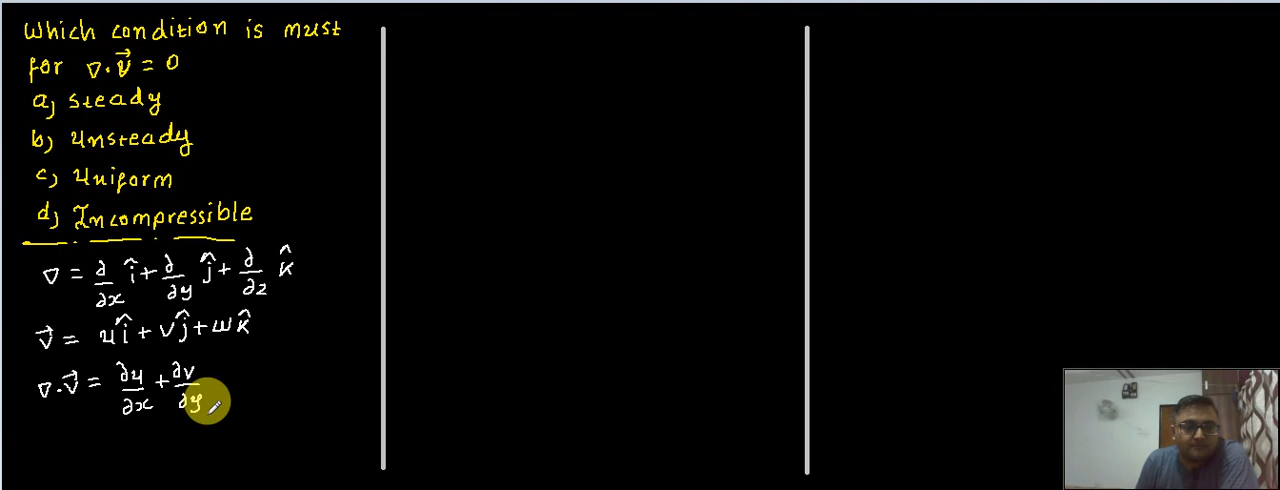 Which condition is must
for ∇·V⃗ = 0
a) steady
b) Unsteady
c) Uniform
d) Incompressible
∇ = ∂/∂x î + ∂/∂y ĵ + ∂/∂z k̂
V⃗ = uî + vĵ + wk̂
∇·V⃗ = ∂u/∂x + ∂v/∂y